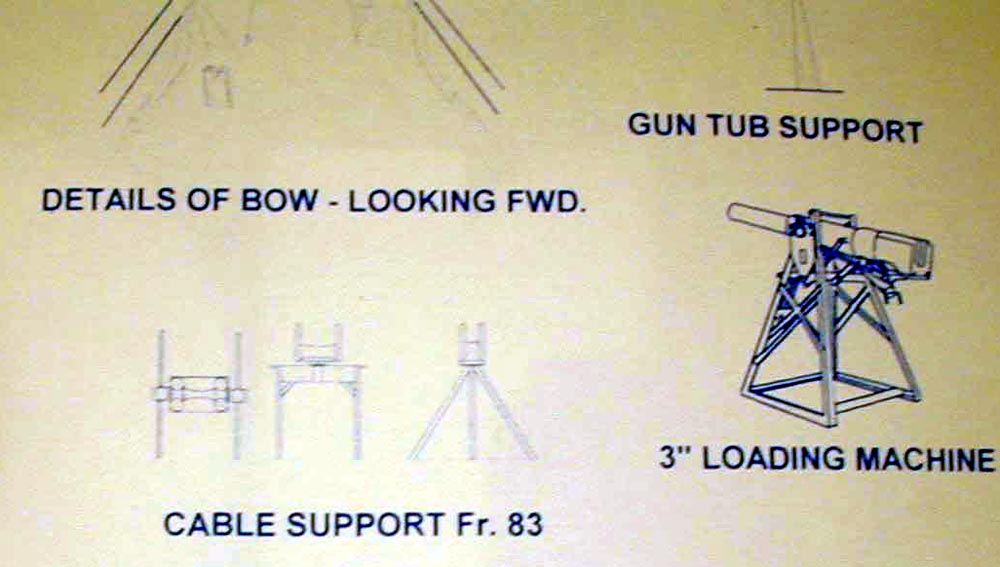 GUN TUB SUPPORT
DETAILS OF BOW - LOOKING FWD.
3" LOADING MACHINE
CABLE SUPPORT Fr. 83